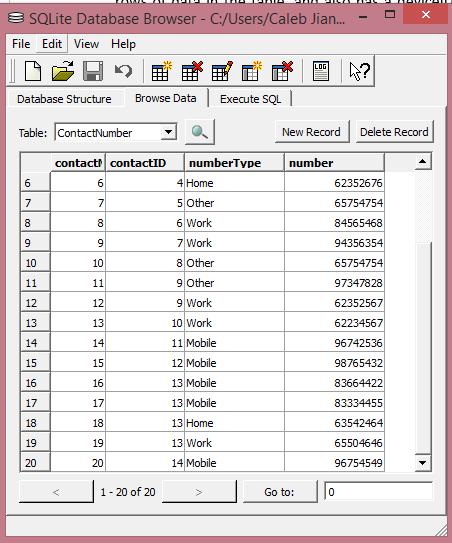 SQLite Database Browser - C:/Users/Caleb Jian...
File Edit View Help
LOG
Database Structure Browse Data Execute SQL
Table: ContactNumber New Record Delete Record
contactN contactID numberType number
6 6 4 Home 62352676
7 7 5 Other 65754754
8 8 6 Work 84565468
9 9 7 Work 94356354
10 10 8 Other 65754754
11 11 9 Other 97347828
12 12 9 Work 62352567
13 13 10 Work 62234567
14 14 11 Mobile 96742536
15 15 12 Mobile 98765432
16 16 13 Mobile 83664422
17 17 13 Mobile 83334455
18 18 13 Home 63542464
19 19 13 Work 65504646
20 20 14 Mobile 96754549
< 1 - 20 of 20 > Go to: 0